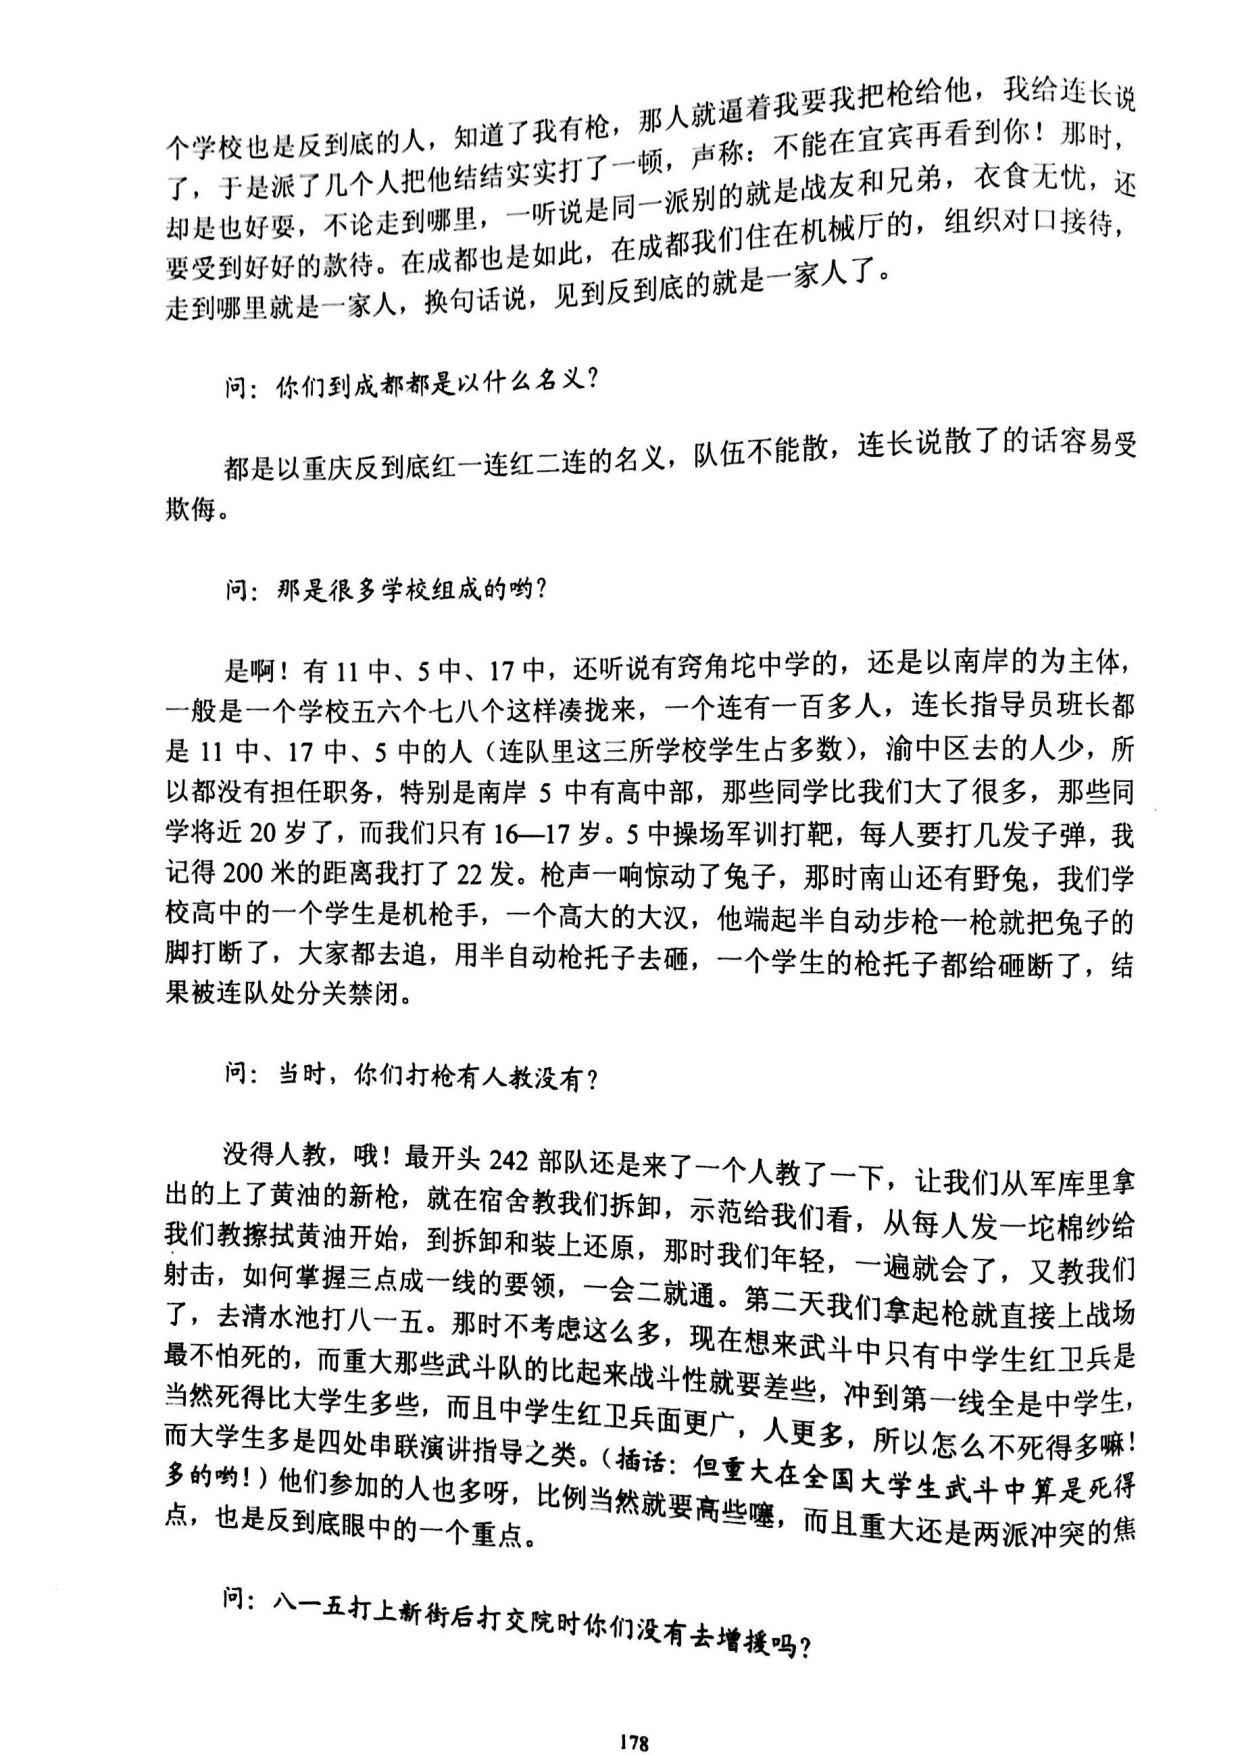 个学校也是反到底的人，知道了我有枪，那人就逼着我要我把枪给他，我给连长说
了，于是派了几个人把他结结实实打了一顿，声称：不能在宜宾再看到你！那时，
却是也好耍，不论走到哪里，一听说是同一派别的就是战友和兄弟，衣食无忧，还
要受到好好的款待。在成都也是如此，在成都我们住在机械厅的，组织对口接待，
走到哪里就是一家人，换句话说，见到反到底的就是一家人了。
问：你们到成都都是以什么名义？
都是以重庆反到底红一连红二连的名义，队伍不能散，连长说散了的话容易受
欺侮。
问：那是很多学校组成的哟？
是啊！有 11 中、5 中、17 中，还听说有窍角坨中学的，还是以南岸的为主体，
一般是一个学校五六个七八个这样凑拢来，一个连有一百多人，连长指导员班长都
是 11 中、17 中、5 中的人（连队里这三所学校学生占多数），渝中区去的人少，所
以都没有担任职务，特别是南岸 5 中有高中部，那些同学比我们大了很多，那些同
学将近 20 岁了，而我们只有 16—17 岁。5 中操场军训打靶，每人要打几发子弹，我
记得 200 米的距离我打了 22 发。枪声一响惊动了兔子，那时南山还有野兔，我们学
校高中的一个学生是机枪手，一个高大的大汉，他端起半自动步枪一枪就把兔子的
脚打断了，大家都去追，用半自动枪托子去砸，一个学生的枪托子都给砸断了，结
果被连队处分关禁闭。
问：当时，你们打枪有人教没有？
没得人教，哦！最开头 242 部队还是来了一个人教了一下，让我们从军库里拿
出的上了黄油的新枪，就在宿舍教我们拆卸，示范给我们看，从每人发一坨棉纱给
我们教擦拭黄油开始，到拆卸和装上还原，那时我们年轻，一遍就会了，又教我们
射击，如何掌握三点成一线的要领，一会二就通。第二天我们拿起枪就直接上战场
了，去清水池打八一五。那时不考虑这么多，现在想来武斗中只有中学生红卫兵是
最不怕死的，而重大那些武斗队的比起来战斗性就要差些，冲到第一线全是中学生，
当然死得比大学生多些，而且中学生红卫兵面更广，人更多，所以怎么不死得多嘛！
而大学生多是四处串联演讲指导之类。（插话：但重大在全国大学生武斗中算是死得
多的哟！）他们参加的人也多呀，比例当然就要高些噻，而且重大还是两派冲突的焦
点，也是反到底眼中的一个重点。
问：八一五打上新街后打交院时你们没有去增援吗？
178